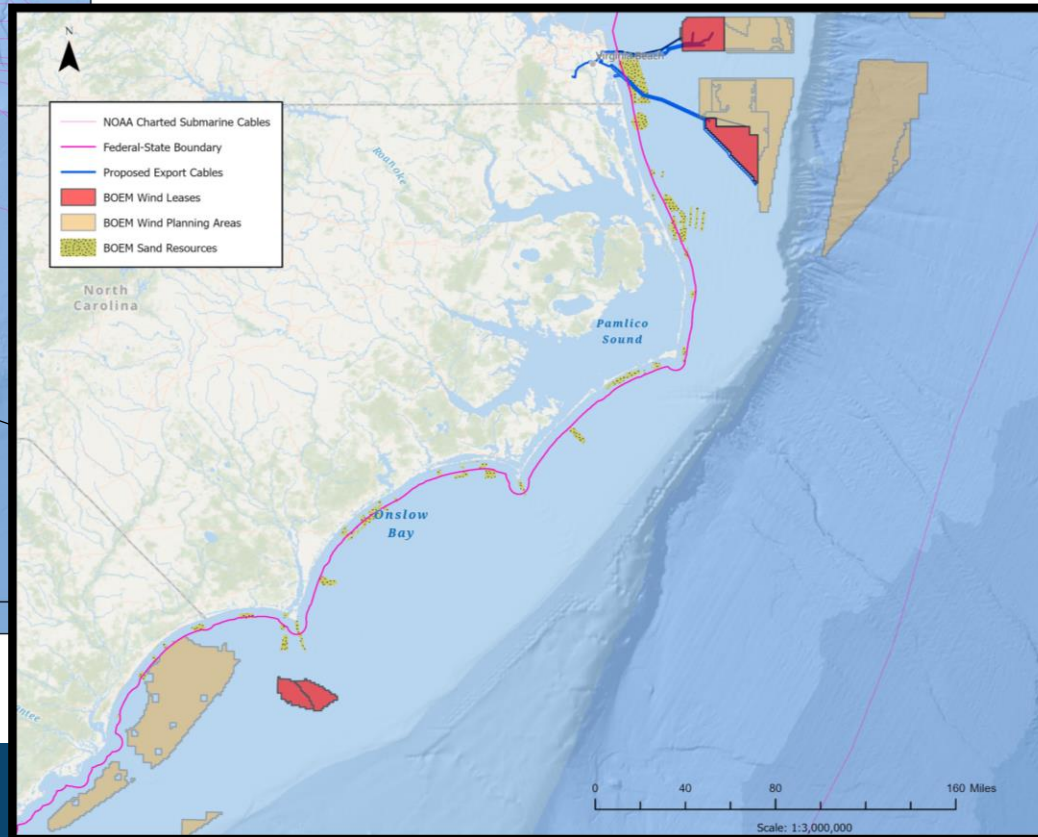 N
Virginia Beach
NOAA Charted Submarine Cables
Federal-State Boundary
Proposed Export Cables
BOEM Wind Leases
BOEM Wind Planning Areas
BOEM Sand Resources
Roanoke
North
Carolina
Pamlico
Sound
Onslow
Bay
antee
0 40 80 160 Miles
Scale: 1:3,000,000